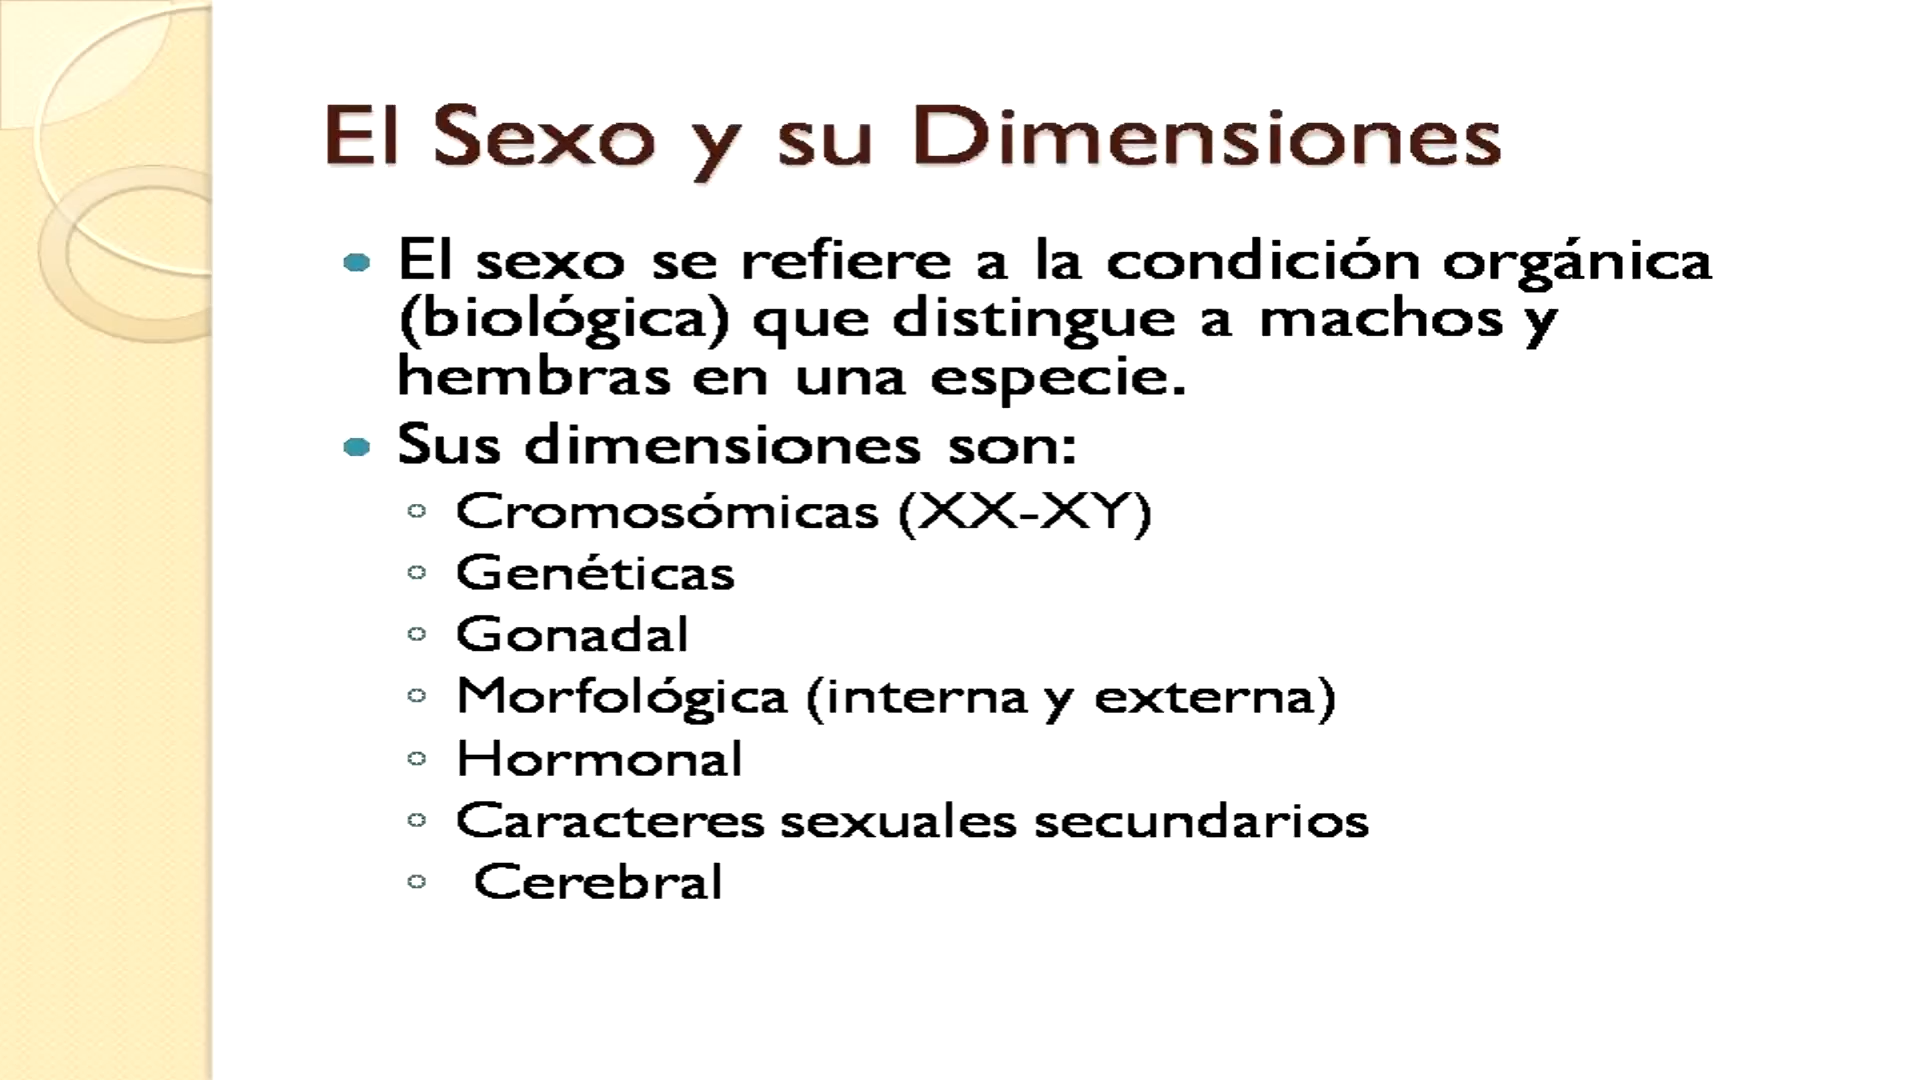 El Sexo y su Dimensiones
El sexo se refiere a la condición orgánica
(biológica) que distingue a machos y
hembras en una especie.
Sus dimensiones son:
Cromosómicas (XX-XY)
Genéticas
Gonadal
Morfológica (interna y externa)
Hormonal
Caracteres sexuales secundarios
Cerebral